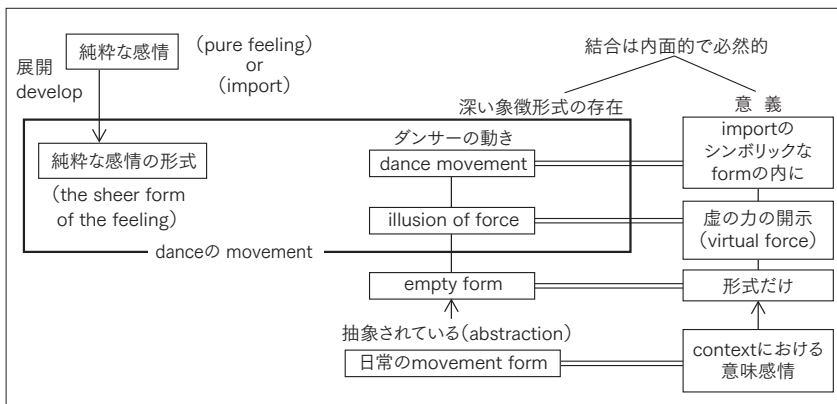 純粋な感情
(pure feeling)
or
(import)
展開
develop
結合は内面的で必然的
深い象徴形式の存在
意 義
純粋な感情の形式
(the sheer form
of the feeling)
ダンサーの動き
dance movement
importの
シンボリックな
formの内に
illusion of force
虚の力の開示
(virtual force)
danceの movement
empty form
形式だけ
抽象されている(abstraction)
日常のmovement form
contextにおける
意味感情